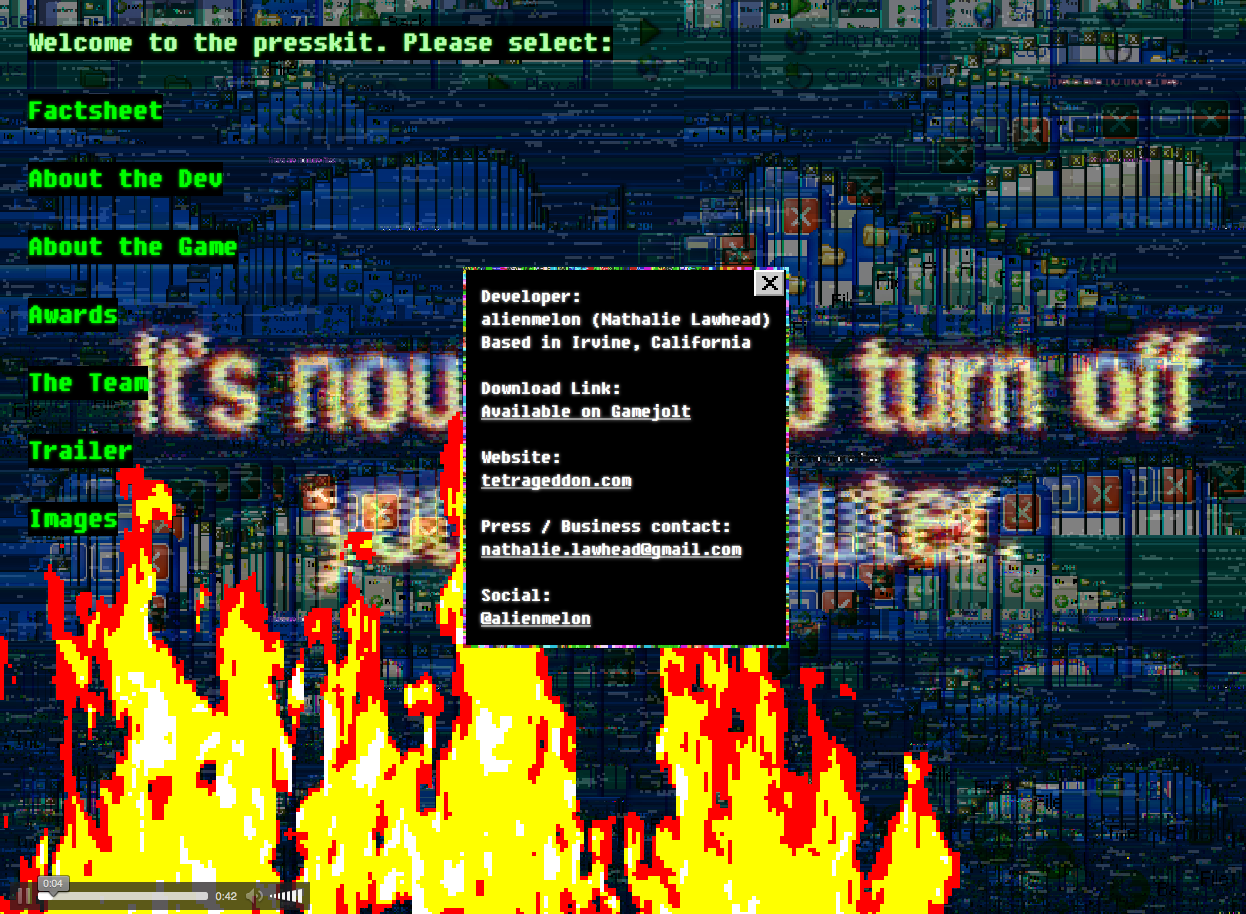 Welcome to the presskit. Please select:
Factsheet
About the Dev
About the Game
Awards
The Team
Trailer
Images
It's now
to turn off
Developer:
alienmelon (Nathalie Lawhead)
Based in Irvine, California
Download Link:
Available on Gamejolt
Website:
tetrageddon.com
Press / Business contact:
nathalie.lawhead@gmail.com
Social:
@alienmelon
0:04
0:42